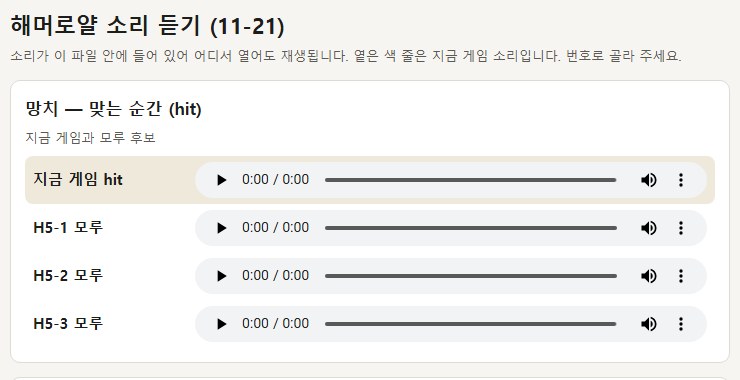 해머로얄 소리 듣기 (11-21)
소리가 이 파일 안에 들어 있어 어디서 열어도 재생됩니다. 옅은 색 줄은 지금 게임 소리입니다. 번호로 골라 주세요.
망치 — 맞는 순간 (hit)
지금 게임과 모루 후보
지금 게임 hit 0:00 / 0:00
H5-1 모루 0:00 / 0:00
H5-2 모루 0:00 / 0:00
H5-3 모루 0:00 / 0:00